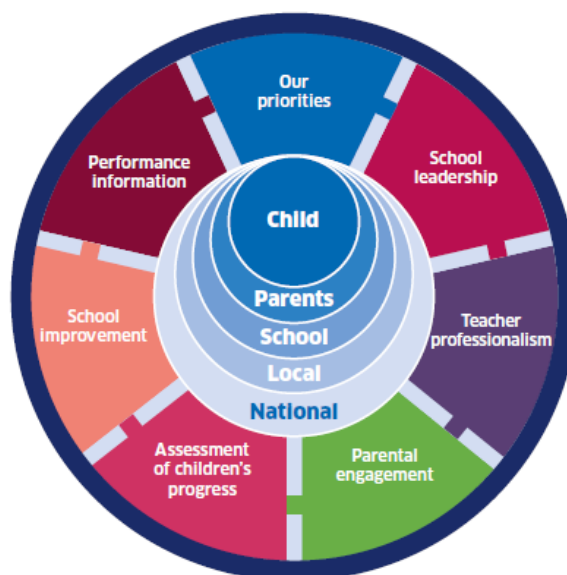 Our
priorities
School
leadership
Teacher
professionalism
Parental
engagement
Assessment
of children's
progress
School
improvement
Performance
information
Child
Parents
School
Local
National